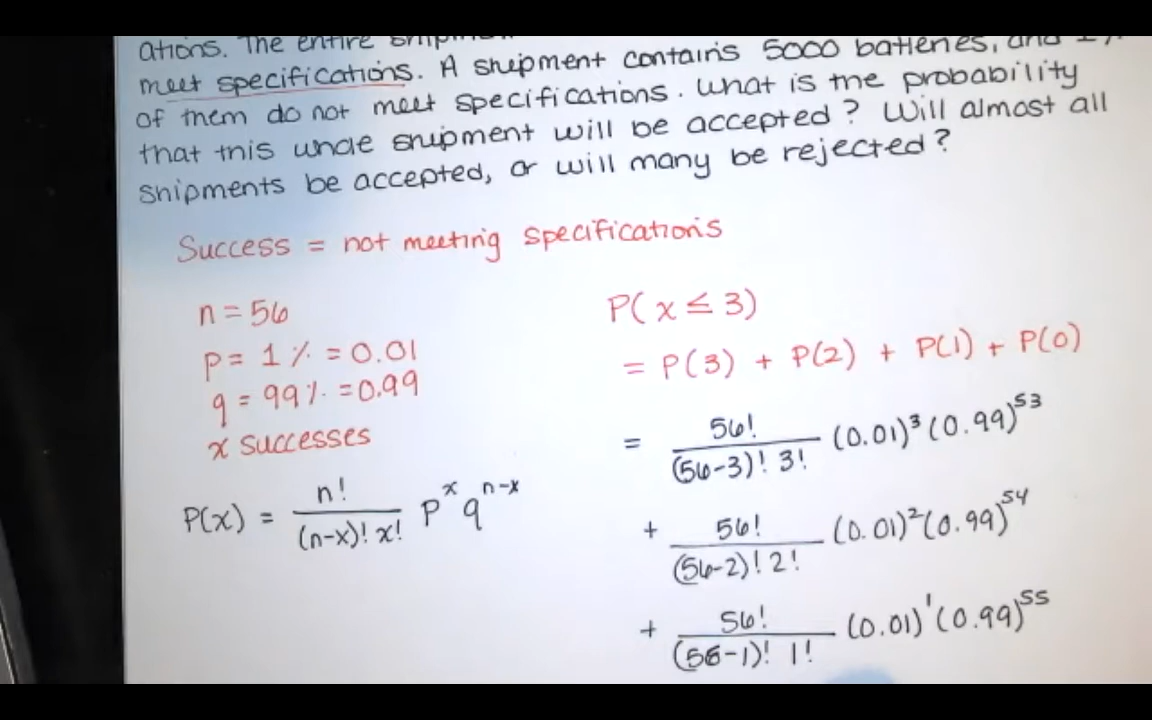 ations. The entire
meet specifications. A shipment contains 5000 batteries, and 1%
of them do not meet specifications. What is the probability
that this whole shipment will be accepted? Will almost all
shipments be accepted, or will many be rejected?
Success = not meeting specifications
n = 56
p = 1% = 0.01
q = 99% = 0.99
x successes
P(x) = n! / (n-x)! x! p^x q^(n-x)
P(x ≤ 3)
= P(3) + P(2) + P(1) + P(0)
= 56! / (56-3)! 3! (0.01)^3 (0.99)^53
+ 56! / (56-2)! 2! (0.01)^2 (0.99)^54
+ 56! / (56-1)! 1! (0.01)^1 (0.99)^55